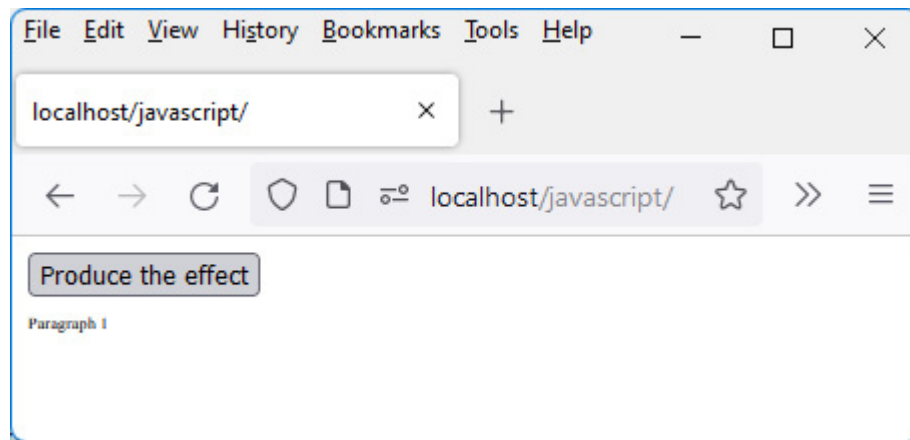 File Edit View History Bookmarks Tools Help
localhost/javascript/
localhost/javascript/
Produce the effect
Paragraph 1